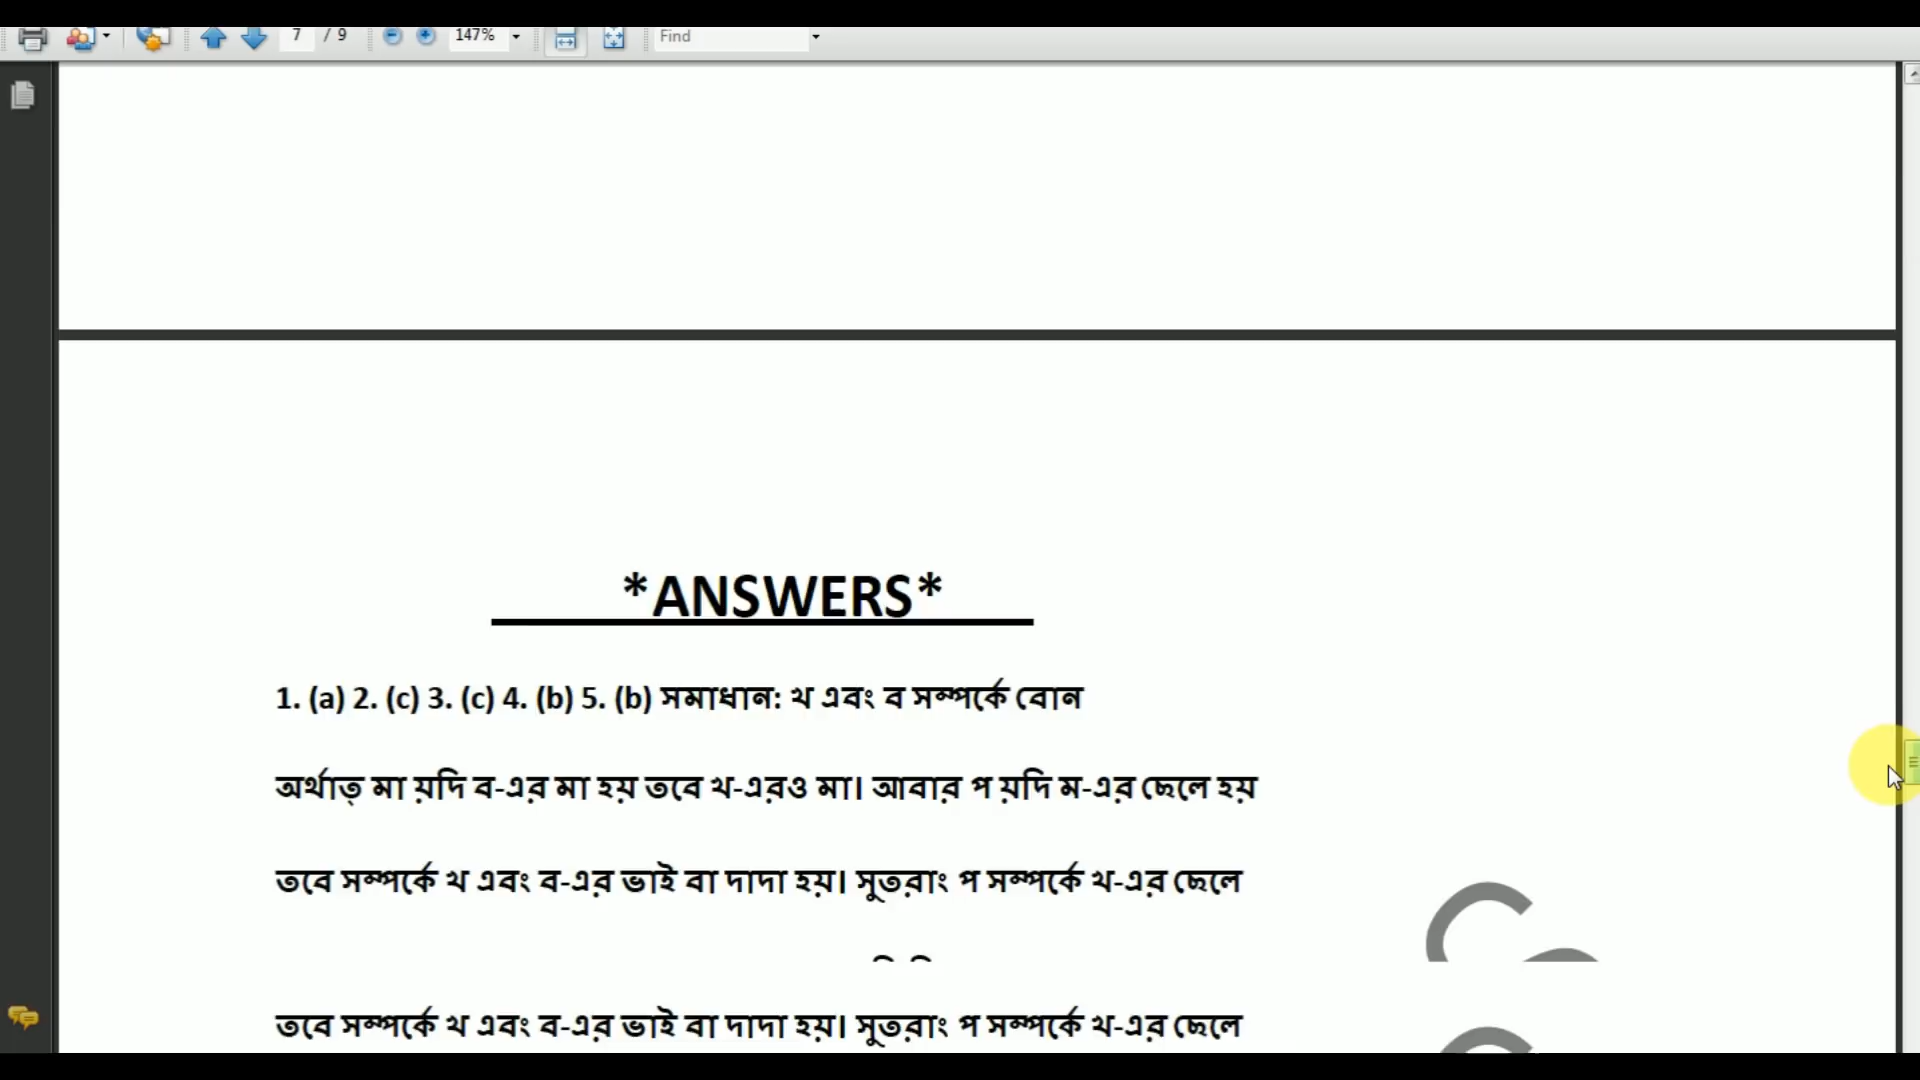 7 / 9 147% Find
*ANSWERS*
1. (a) 2. (c) 3. (c) 4. (b) 5. (b) সমাধান: খ এবং ব সম্পর্কে বোন
অর্থাত্ মা য়দি ব-এর মা হয় তবে খ-এরও মা। আবার প য়দি ম-এর ছেলে হয়
তবে সম্পর্কে খ এবং ব-এর ভাই বা দাদা হয়। সুতরাং প সম্পর্কে খ-এর ছেলে
তবে সম্পর্কে খ এবং ব-এর ভাই বা দাদা হয়। সুতরাং প সম্পর্কে খ-এর ছেলে